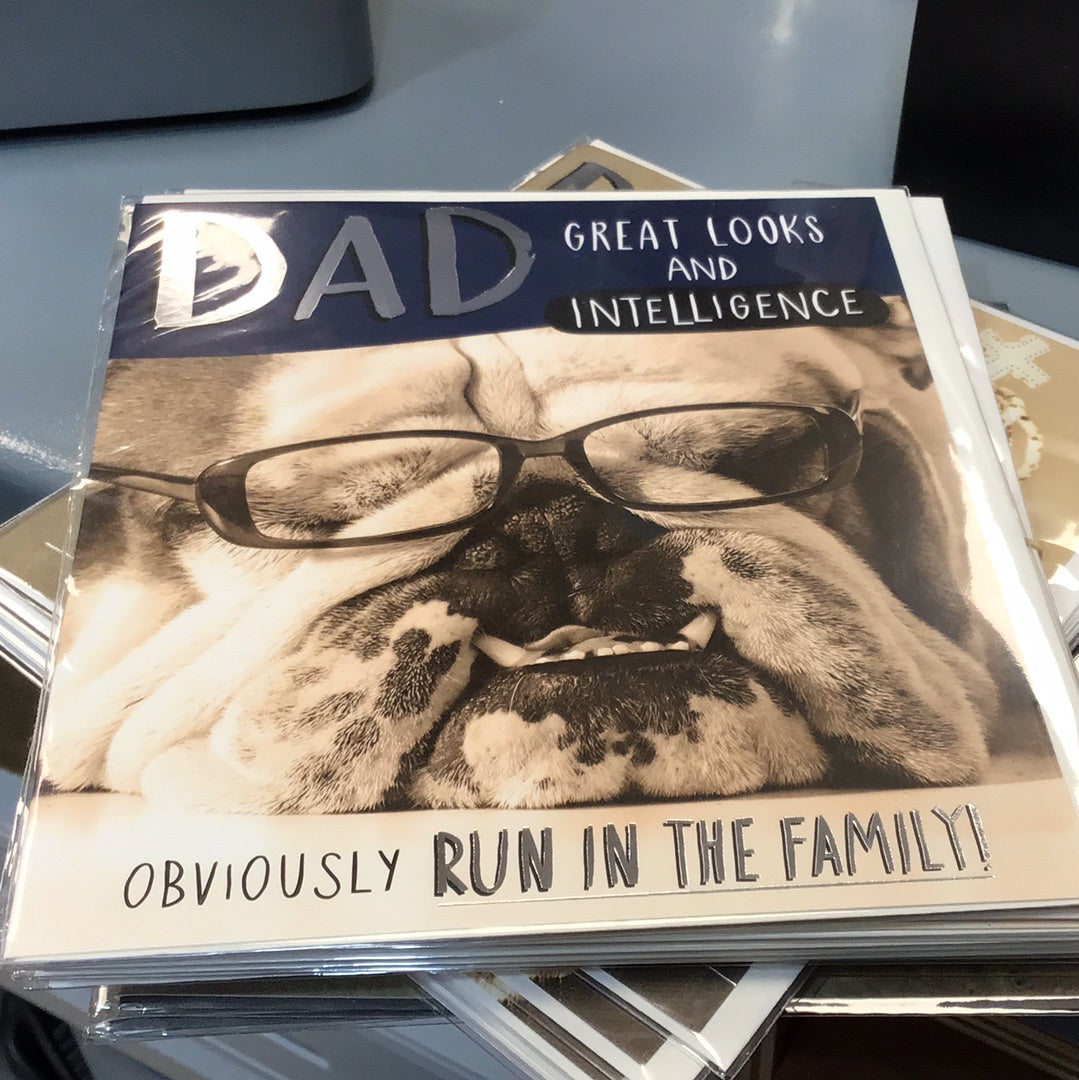 DAD
GREAT LOOKS
AND
INTELLIGENCE
OBVIOUSLY RUN IN THE FAMILY!